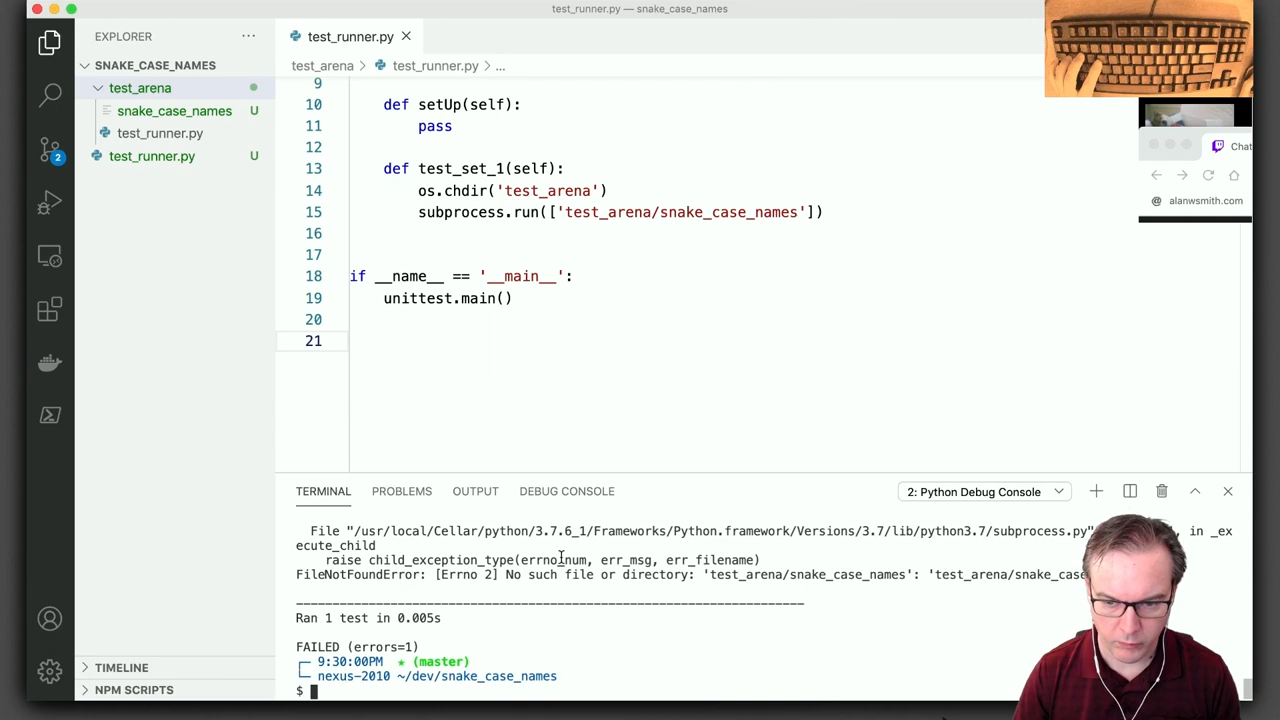 test_runner.py — snake_case_names
EXPLORER
test_runner.py
SNAKE_CASE_NAMES
test_arena
snake_case_names U
test_runner.py
test_runner.py U
2
test_arena > test_runner.py > ...
9
10 def setUp(self):
11 pass
12
13 def test_set_1(self):
14 os.chdir('test_arena')
15 subprocess.run(['test_arena/snake_case_names'])
16
17
18 if __name__ == '__main__':
19 unittest.main()
20
21
Chat
@ alanwsmith.com
TERMINAL PROBLEMS OUTPUT DEBUG CONSOLE 2: Python Debug Console
File "/usr/local/Cellar/python/3.7.6_1/Frameworks/Python.framework/Versions/3.7/lib/python3.7/subprocess.py" , in _ex
ecute_child
raise child_exception_type(errno_num, err_msg, err_filename)
FileNotFoundError: [Errno 2] No such file or directory: 'test_arena/snake_case_names': 'test_arena/snake_case
----------------------------------------------------------------------
Ran 1 test in 0.005s
FAILED (errors=1)
9:30:00PM ★ (master)
nexus-2010 ~/dev/snake_case_names
$
TIMELINE
NPM SCRIPTS